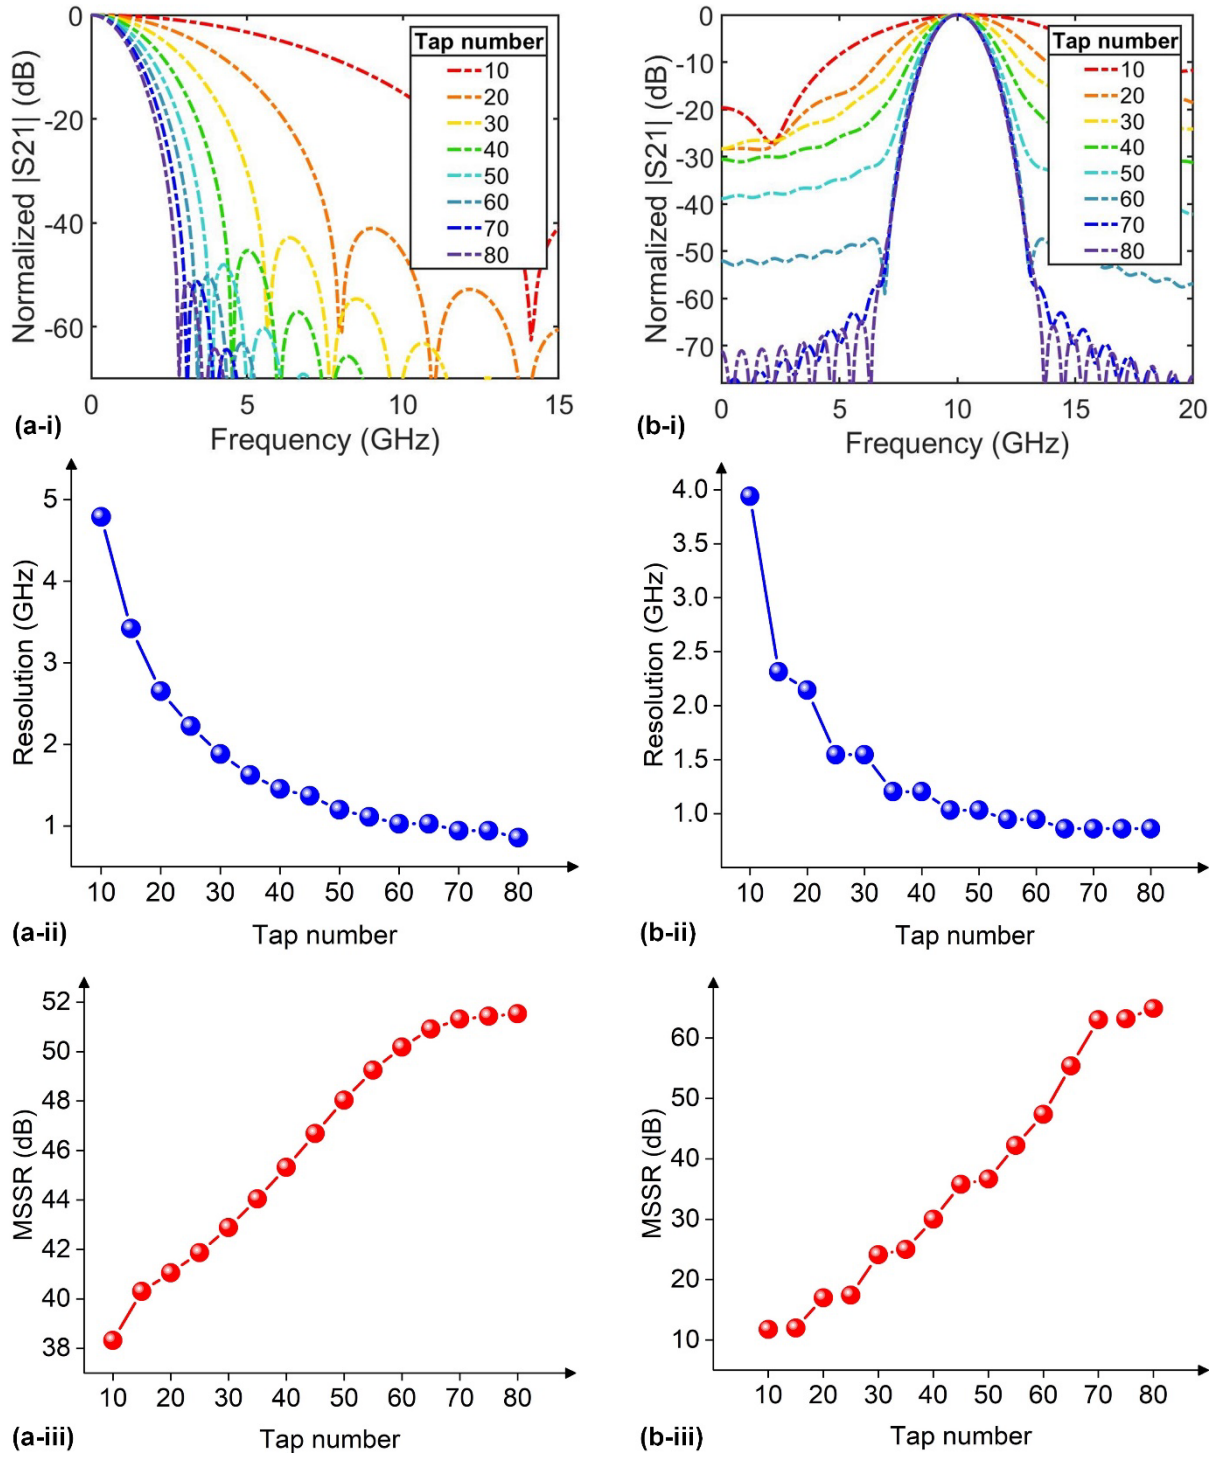 0
-20
-40
-60
Normalized |S21| (dB)
Tap number
10
20
30
40
50
60
70
80
0 5 10 15
(a-i)
Frequency (GHz)
0
-10
-20
-30
-40
-50
-60
-70
Normalized |S21| (dB)
Tap number
10
20
30
40
50
60
70
80
0 5 10 15 20
(b-i)
Frequency (GHz)
5
4
3
2
1
Resolution (GHz)
10 20 30 40 50 60 70 80
(a-ii)
Tap number
4.0
3.5
3.0
2.5
2.0
1.5
1.0
Resolution (GHz)
10 20 30 40 50 60 70 80
(b-ii)
Tap number
52
50
48
46
44
42
40
38
MSSR (dB)
10 20 30 40 50 60 70 80
(a-iii)
Tap number
60
50
40
30
20
10
MSSR (dB)
10 20 30 40 50 60 70 80
(b-iii)
Tap number